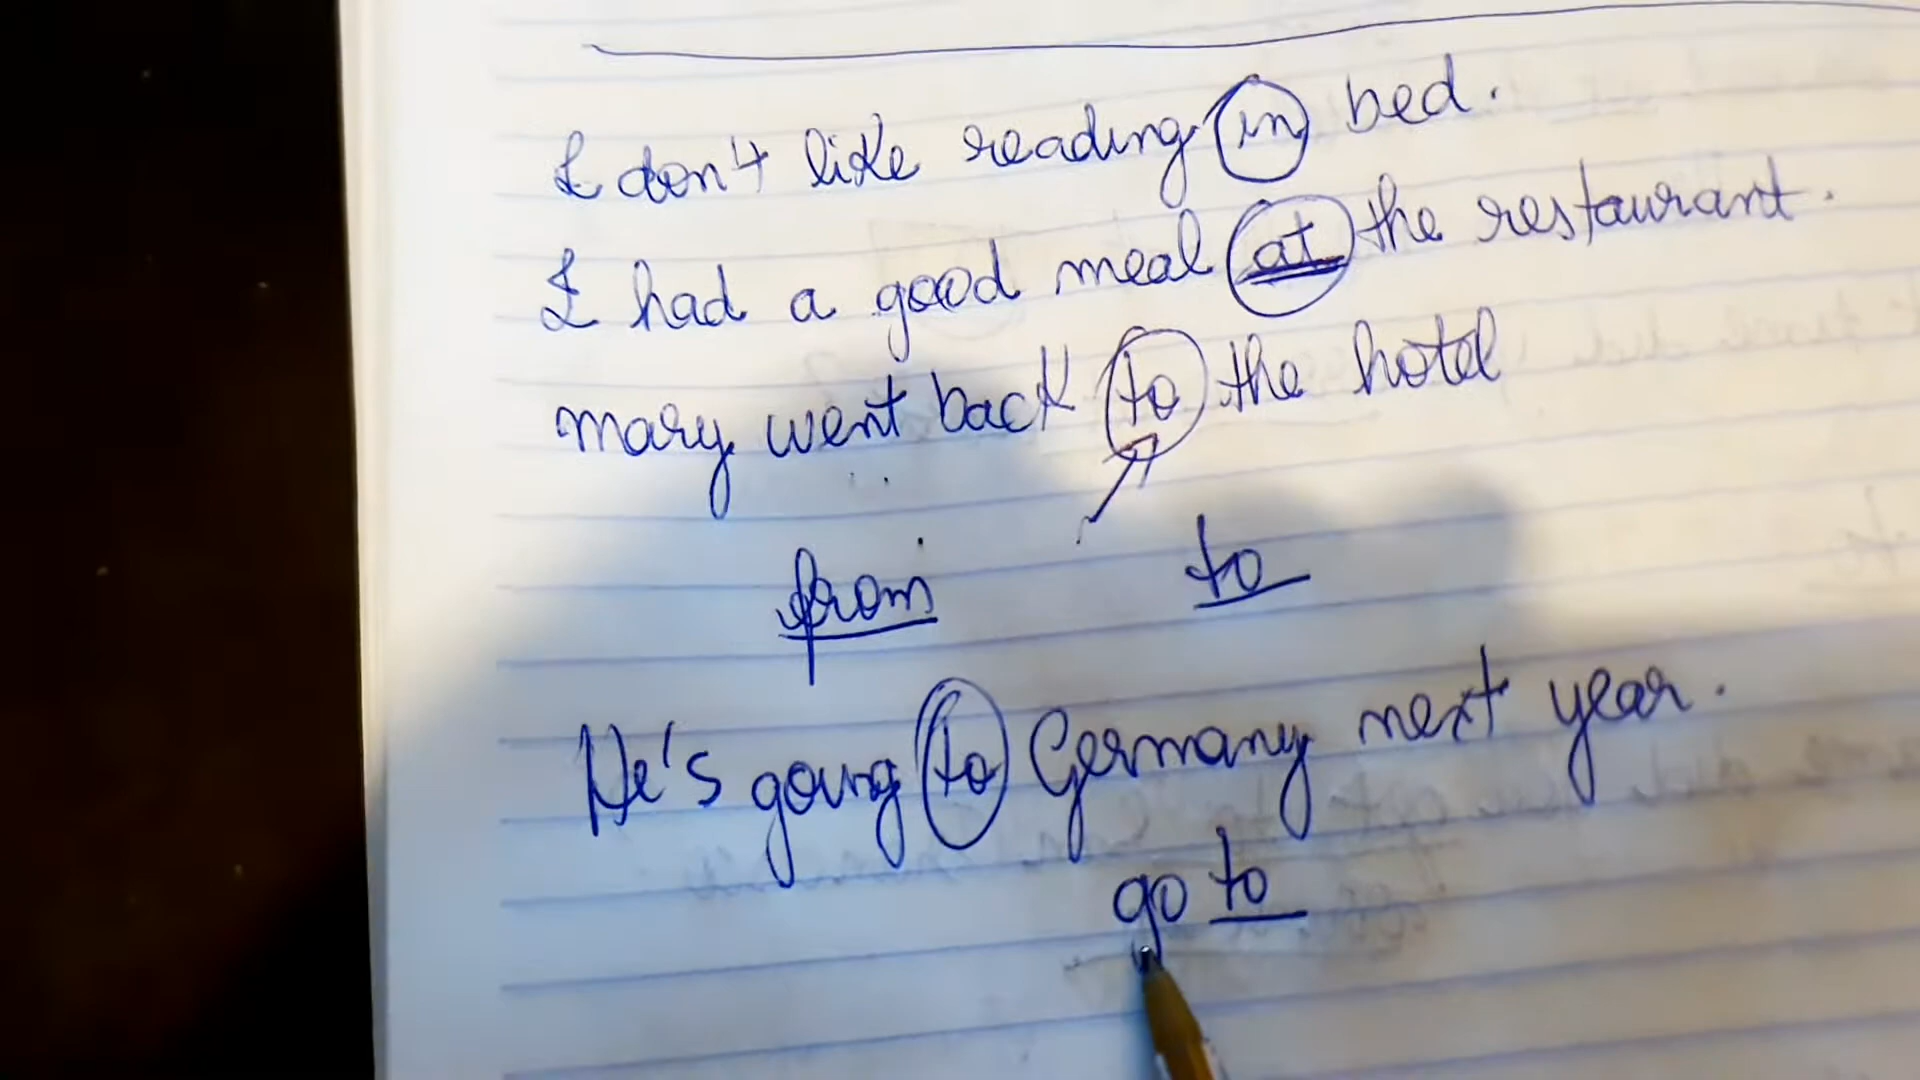 I don't like reading in bed.
I had a good meal at the restaurant.
mary went back to the hotel
from to
He's going to Germany next year.
go to